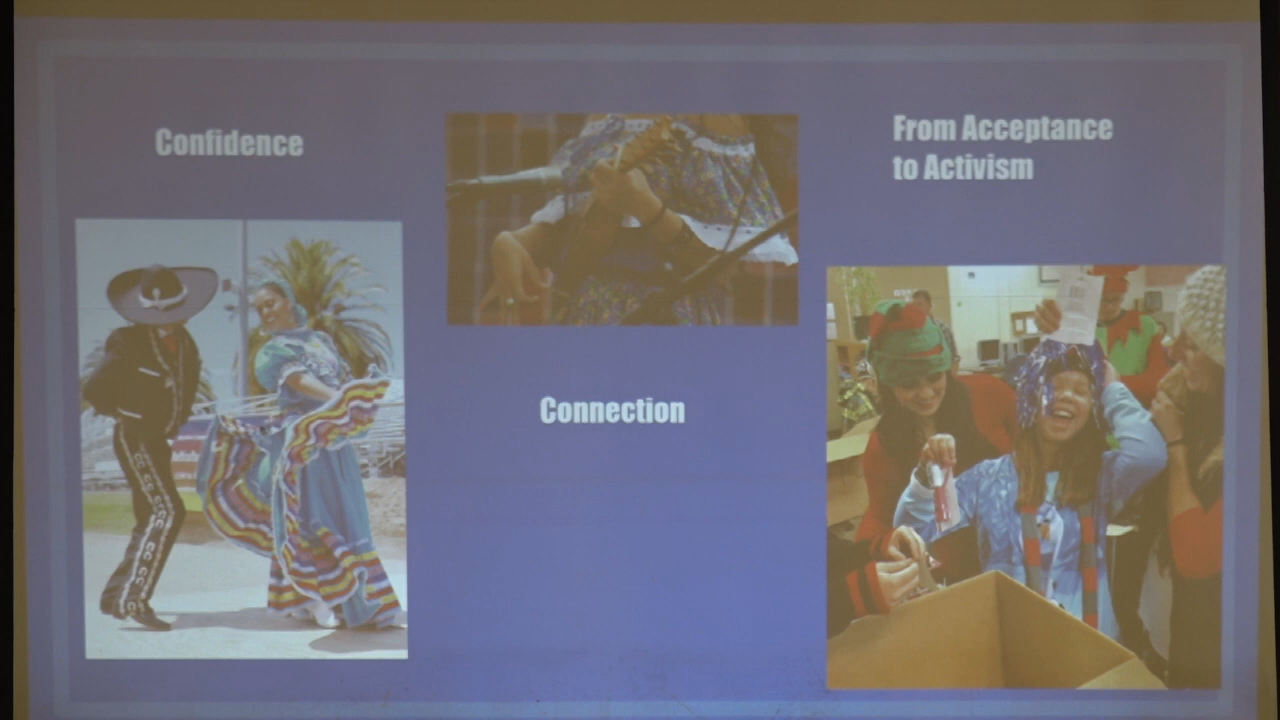 Confidence
From Acceptance
to Activism
Connection